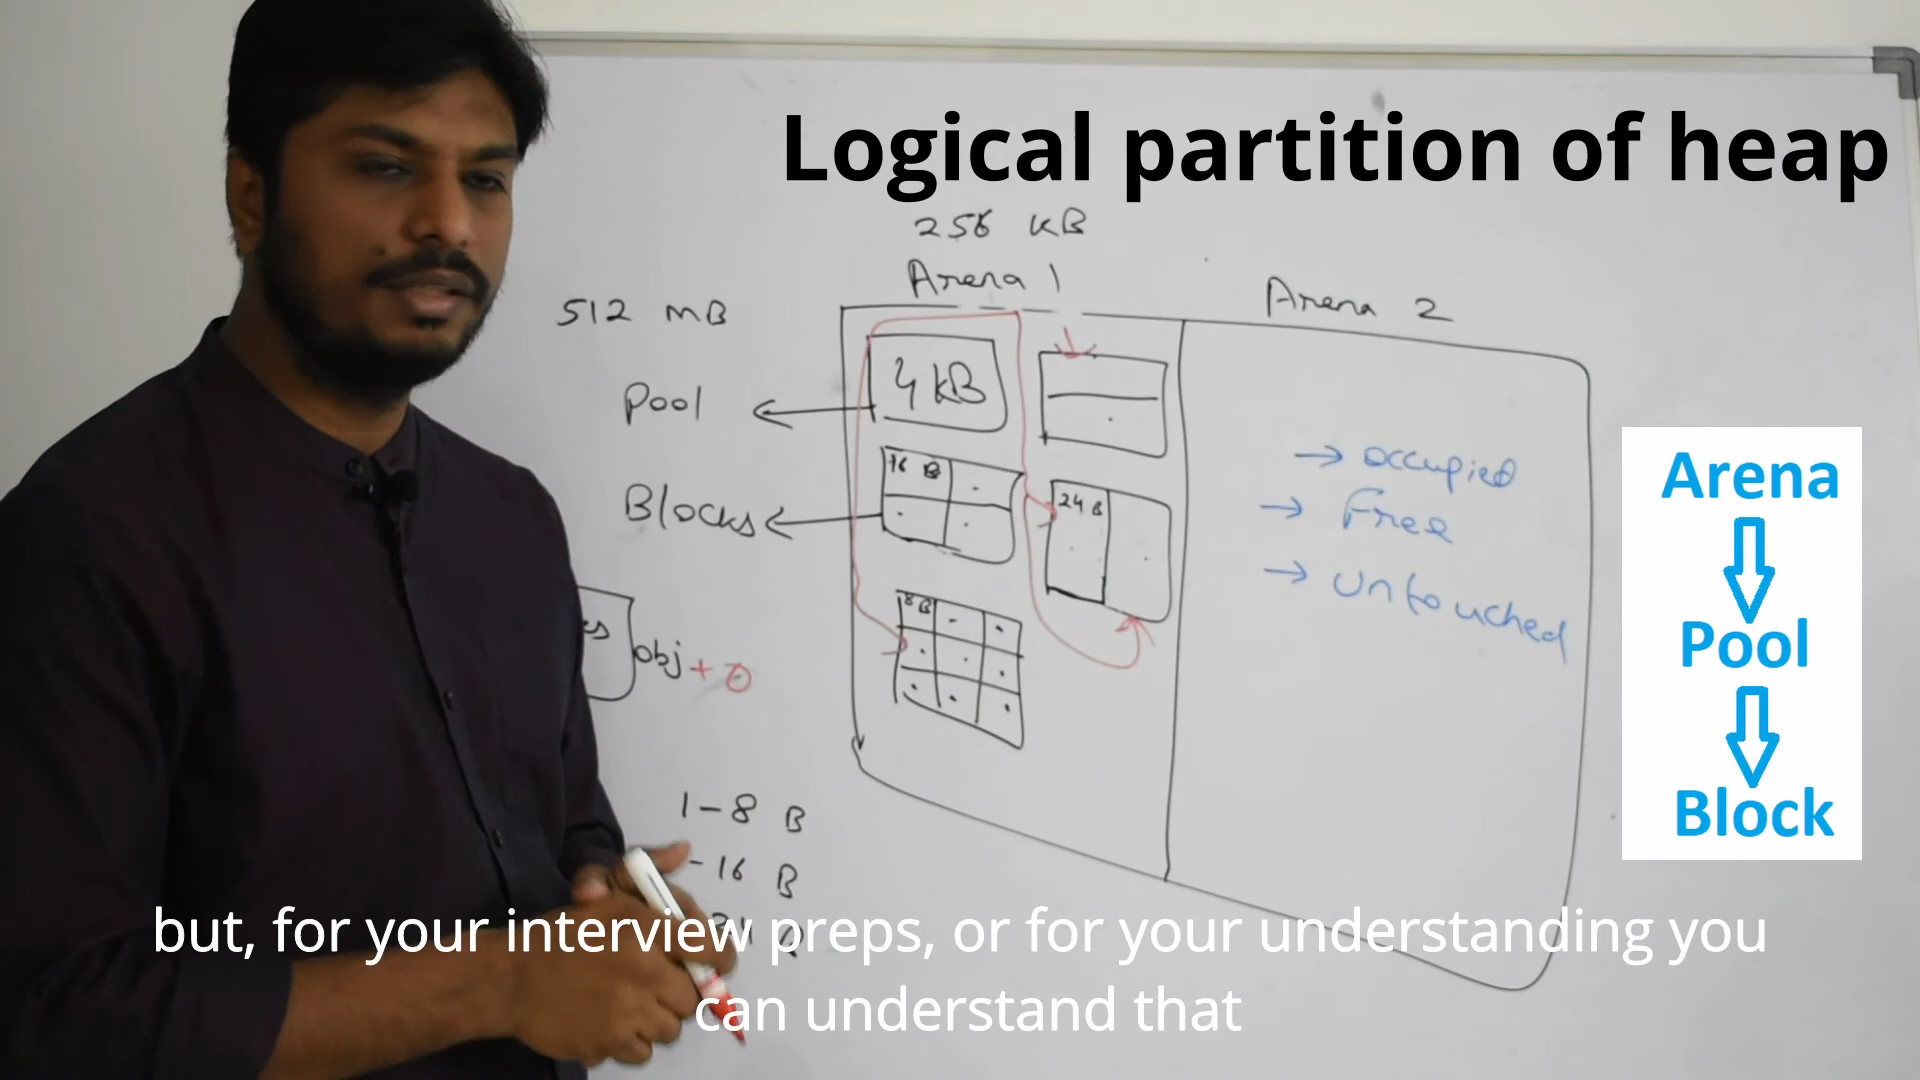 Logical partition of heap
256 KB
Arena 1
Arena 2
512 MB
4 KB
Pool
16 B
Blocks
24 B
8 B
obj + 0
→ occupied
→ Free
→ Untouched
Arena
Pool
Block
1-8 B
-16 B
but, for your interview preps, or for your understanding you
can understand that